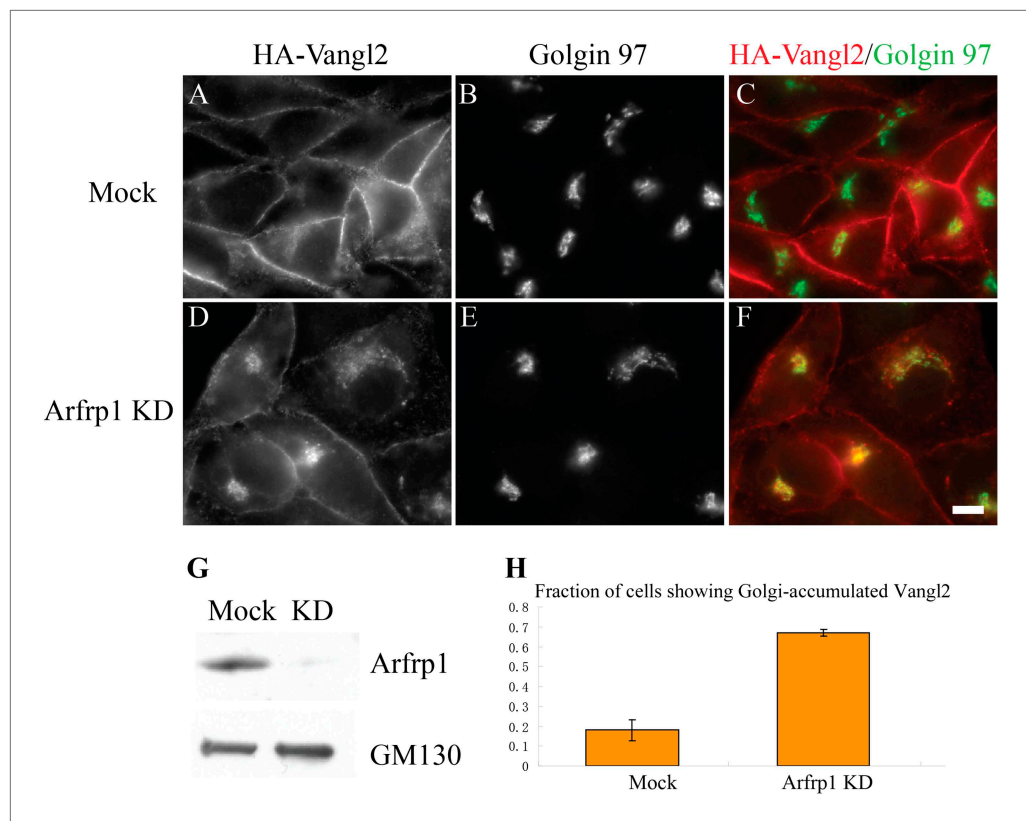 HA-Vangl2 Golgin 97 HA-Vangl2/Golgin 97
A B C
Mock
D E F
Arfrp1 KD
G
Mock KD
Arfrp1
GM130
H
Fraction of cells showing Golgi-accumulated Vangl2
0.8
0.7
0.6
0.5
0.4
0.3
0.2
0.1
0
Mock Arfrp1 KD